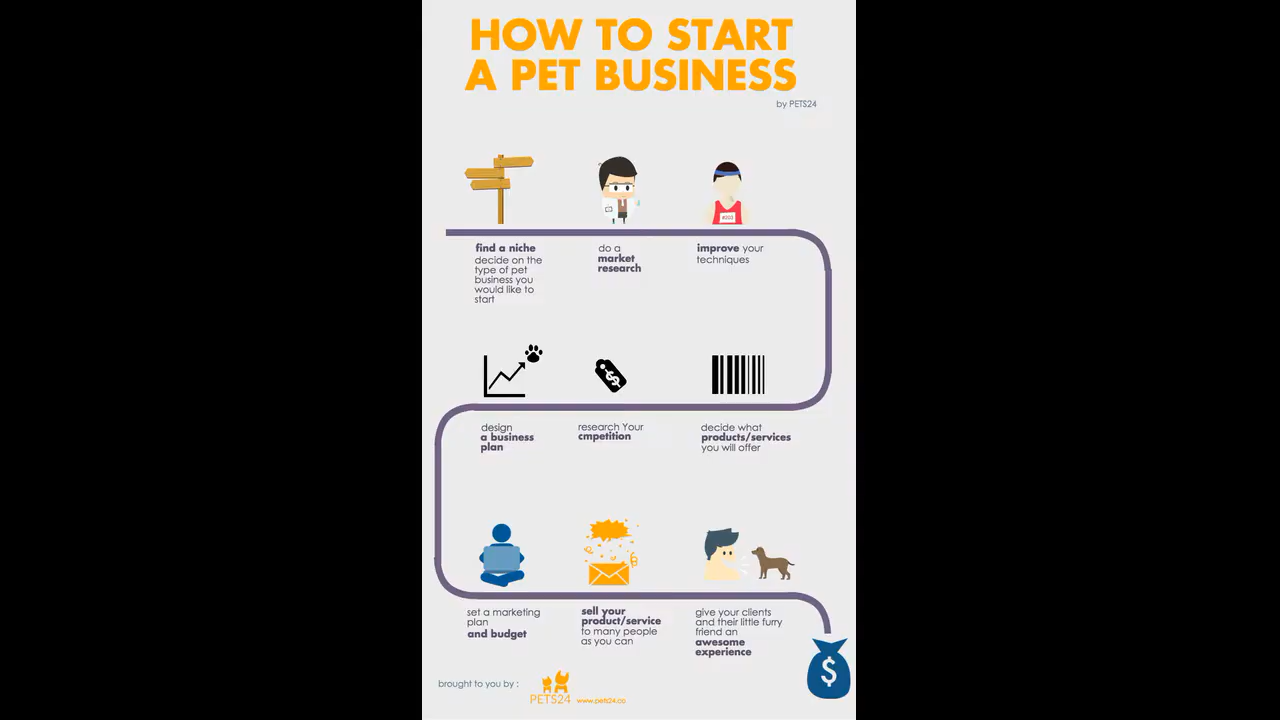 HOW TO START
A PET BUSINESS
by PETS24
#203
find a niche
decide on the
type of pet
business you
would like to
start
do a
market
research
improve your
techniques
design
a business
plan
research Your
cmpetition
decide what
products/services
you will offer
set a marketing
plan
and budget
sell your
product/service
to many people
as you can
give your clients
and their little furry
friend an
awesome
experience
$
brought to you by :
PETS24
www.pets24.co